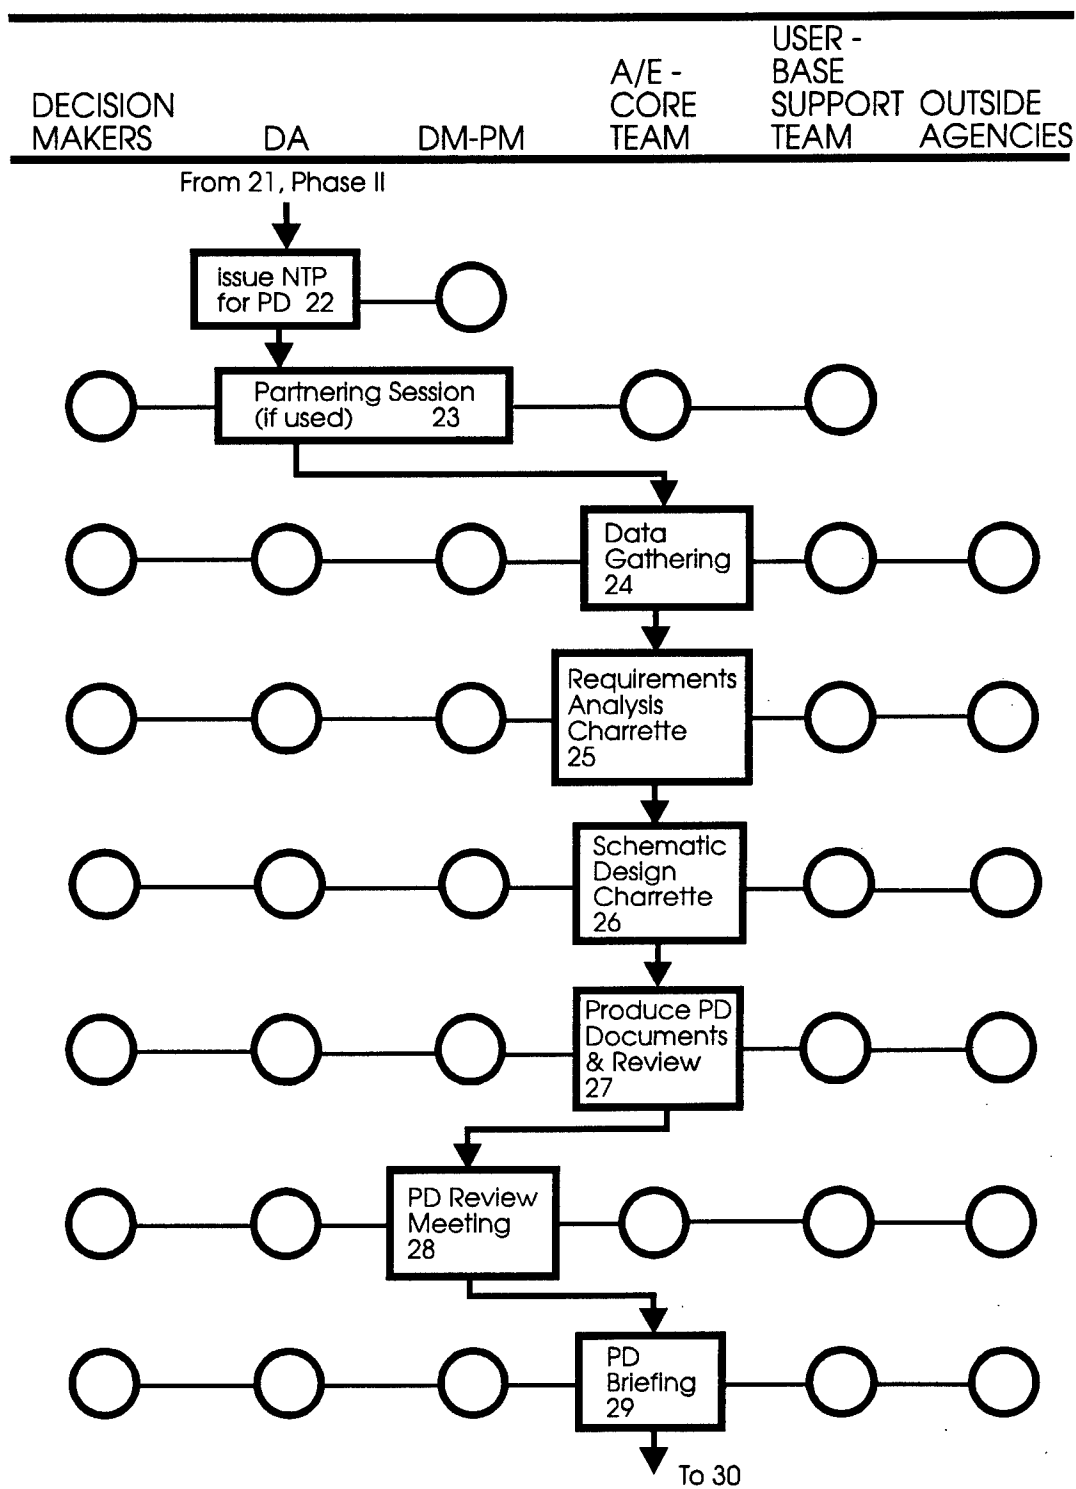 DECISION
MAKERS
DA
DM-PM
A/E -
CORE
TEAM
USER -
BASE
SUPPORT
TEAM
OUTSIDE
AGENCIES
From 21, Phase II
issue NTP
for PD 22
Partnering Session
(if used) 23
Data
Gathering
24
Requirements
Analysis
Charrette
25
Schematic
Design
Charrette
26
Produce PD
Documents
& Review
27
PD Review
Meeting
28
PD
Briefing
29
To 30